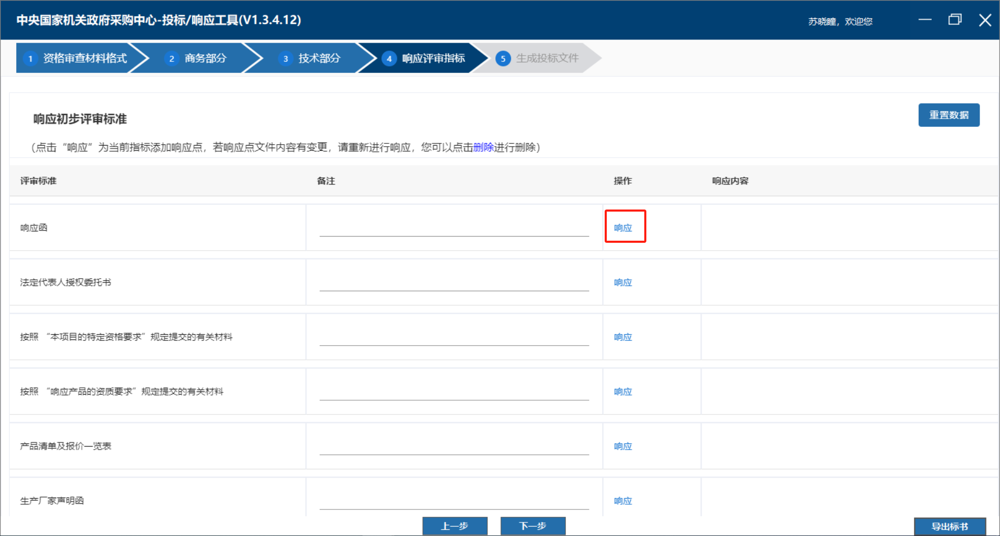 中央国家机关政府采购中心-投标/响应工具(V1.3.4.12)
苏晓瞳，欢迎您
1 资格审查材料格式
2 商务部分
3 技术部分
4 响应评审指标
5 生成投标文件
响应初步评审标准
重置数据
（点击“响应”为当前指标添加响应点，若响应点文件内容有变更，请重新进行响应，您可以点击删除进行删除）
评审标准 备注 操作 响应内容
响应函 响应
法定代表人授权委托书 响应
按照 “本项目的特定资格要求”规定提交的有关材料 响应
按照 “响应产品的资质要求”规定提交的有关材料 响应
产品清单及报价一览表 响应
生产厂家声明函 响应
上一步 下一步 导出标书